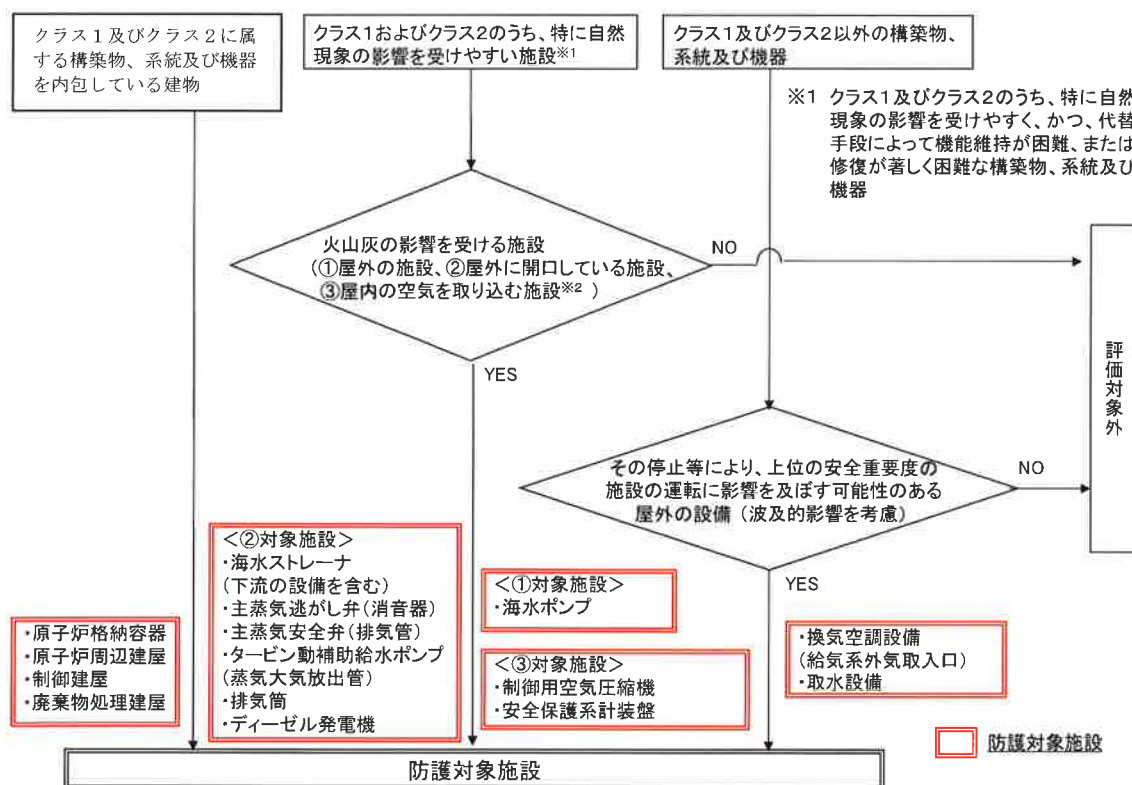 クラス1及びクラス2に属
する構築物、系統及び機器
を内包している建物
クラス1およびクラス2のうち、特に自然
現象の影響を受けやすい施設※1
クラス1及びクラス2以外の構築物、
系統及び機器
※1 クラス1及びクラス2のうち、特に自然
現象の影響を受けやすく、かつ、代替
手段によって機能維持が困難、または
修復が著しく困難な構築物、系統及び
機器
火山灰の影響を受ける施設
(①屋外の施設、②屋外に開口している施設、
③屋内の空気を取り込む施設※2 )
NO
YES
評価対象外
その停止等により、上位の安全重要度の
施設の運転に影響を及ぼす可能性のある
屋外の設備 (波及的影響を考慮)
NO
YES
・原子炉格納容器
・原子炉周辺建屋
・制御建屋
・廃棄物処理建屋
<②対象施設>
・海水ストレーナ
(下流の設備を含む)
・主蒸気逃がし弁(消音器)
・主蒸気安全弁(排気管)
・タービン動補助給水ポンプ
(蒸気大気放出管)
・排気筒
・ディーゼル発電機
<①対象施設>
・海水ポンプ
<③対象施設>
・制御用空気圧縮機
・安全保護系計装盤
・換気空調設備
(給気系外気取入口)
・取水設備
防護対象施設
防護対象施設